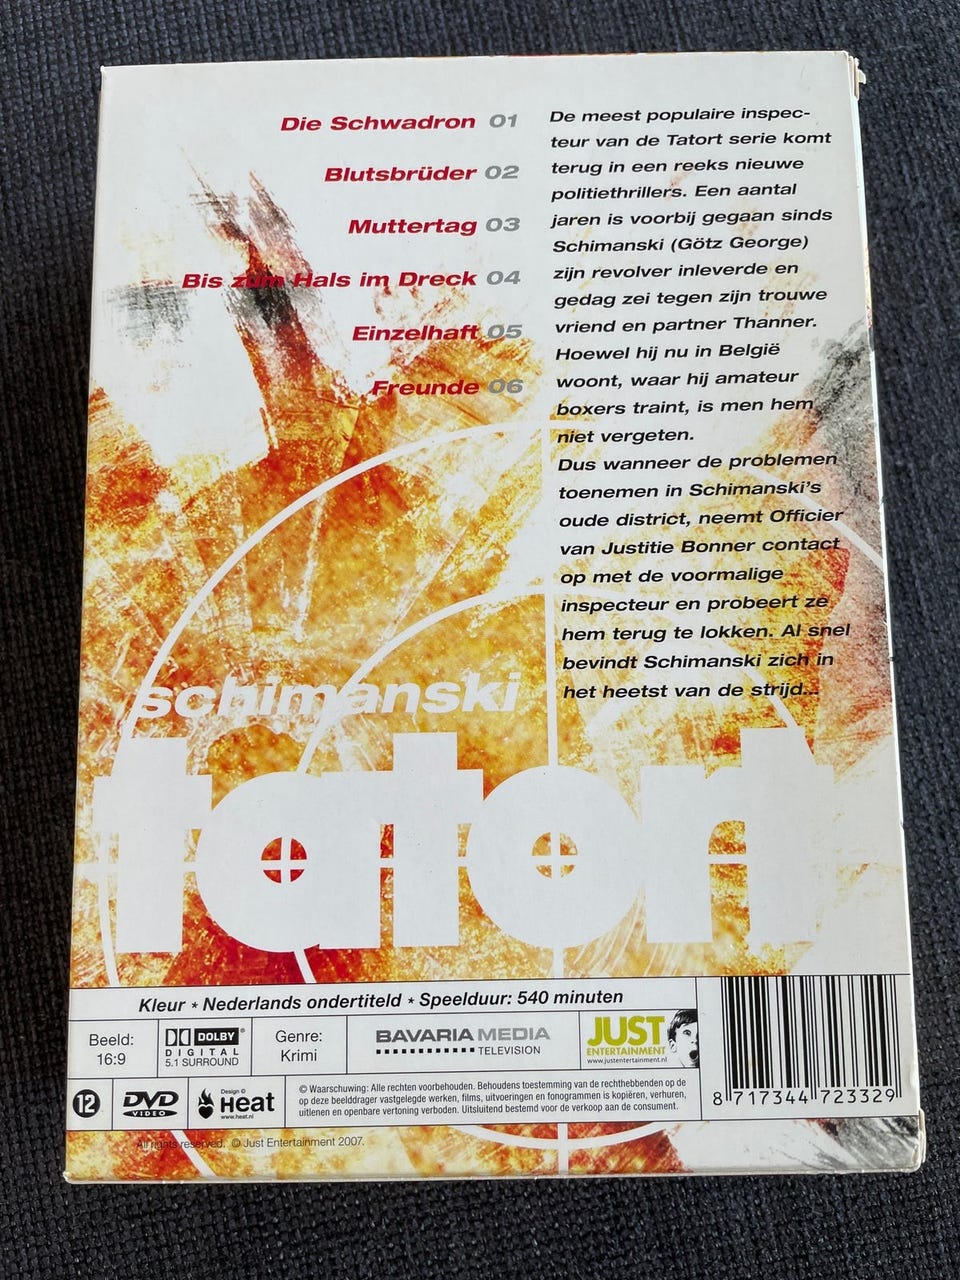 Die Schwadron 01
Blutsbrüder 02
Muttertag 03
Bis zum Hals im Dreck 04
Einzelhaft 05
Freunde 06
De meest populaire inspec-
teur van de Tatort serie komt
terug in een reeks nieuwe
politiethrillers. Een aantal
jaren is voorbij gegaan sinds
Schimanski (Götz George)
zijn revolver inleverde en
gedag zei tegen zijn trouwe
vriend en partner Thanner.
Hoewel hij nu in België
woont, waar hij amateur
boxers traint, is men hem
niet vergeten.
Dus wanneer de problemen
toenemen in Schimanski's
oude district, neemt Officier
van Justitie Bonner contact
op met de voormalige
inspecteur en probeert ze
hem terug te lokken. Al snel
bevindt Schimanski zich in
het heetst van de strijd...
schimanski
tatort
Kleur * Nederlands ondertiteld * Speelduur: 540 minuten
Beeld:
16:9
DOLBY
DIGITAL
5.1 SURROUND
Genre:
Krimi
BAVARIA MEDIA
TELEVISION
JUST
ENTERTAINMENT
www.justentertainment.nl
12
DVD
VIDEO
Design ©
Heat
www.heat.nl
© Waarschuwing: Alle rechten voorbehouden. Behoudens toestemming van de rechthebbenden op de
op deze beelddrager vastgelegde werken, films, uitvoeringen en fonogrammen is kopiëren, verhuren,
uitlenen en openbare vertoning verboden. Uitsluitend bestemd voor de verkoop aan de consument.
8 717344 723329
All rights reserved. © Just Entertainment 2007.